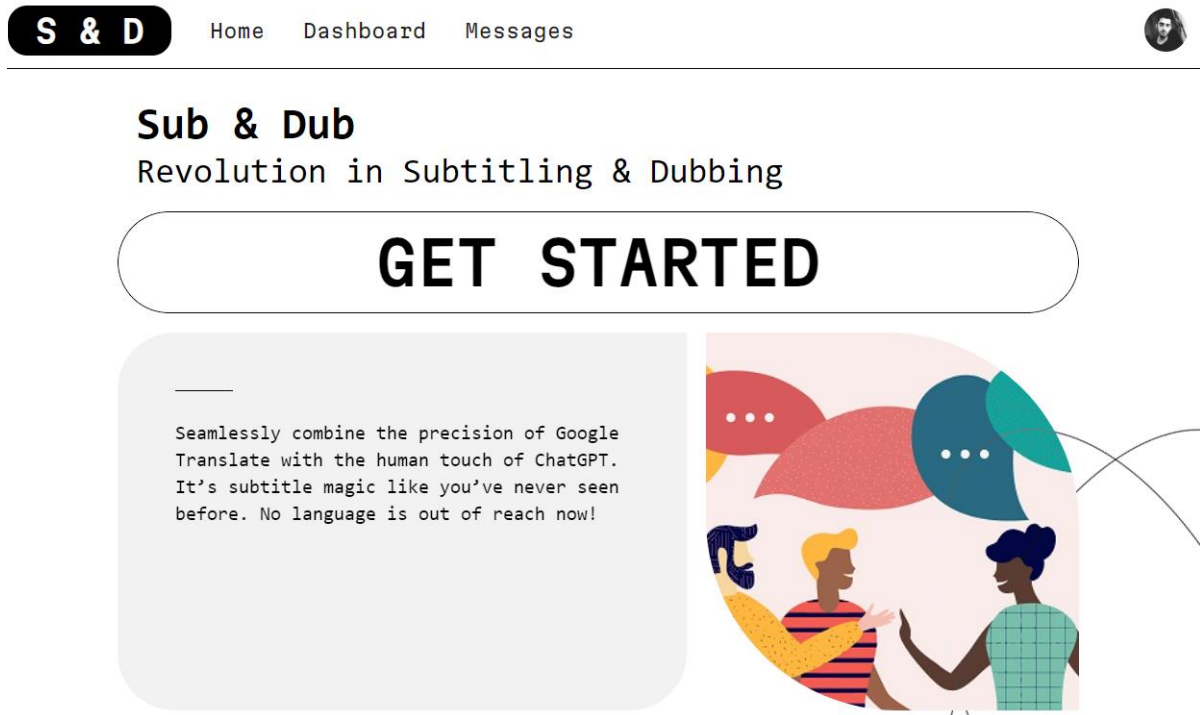 S & D
Home Dashboard Messages
Sub & Dub
Revolution in Subtitling & Dubbing
GET STARTED
Seamlessly combine the precision of Google
Translate with the human touch of ChatGPT.
It’s subtitle magic like you’ve never seen
before. No language is out of reach now!